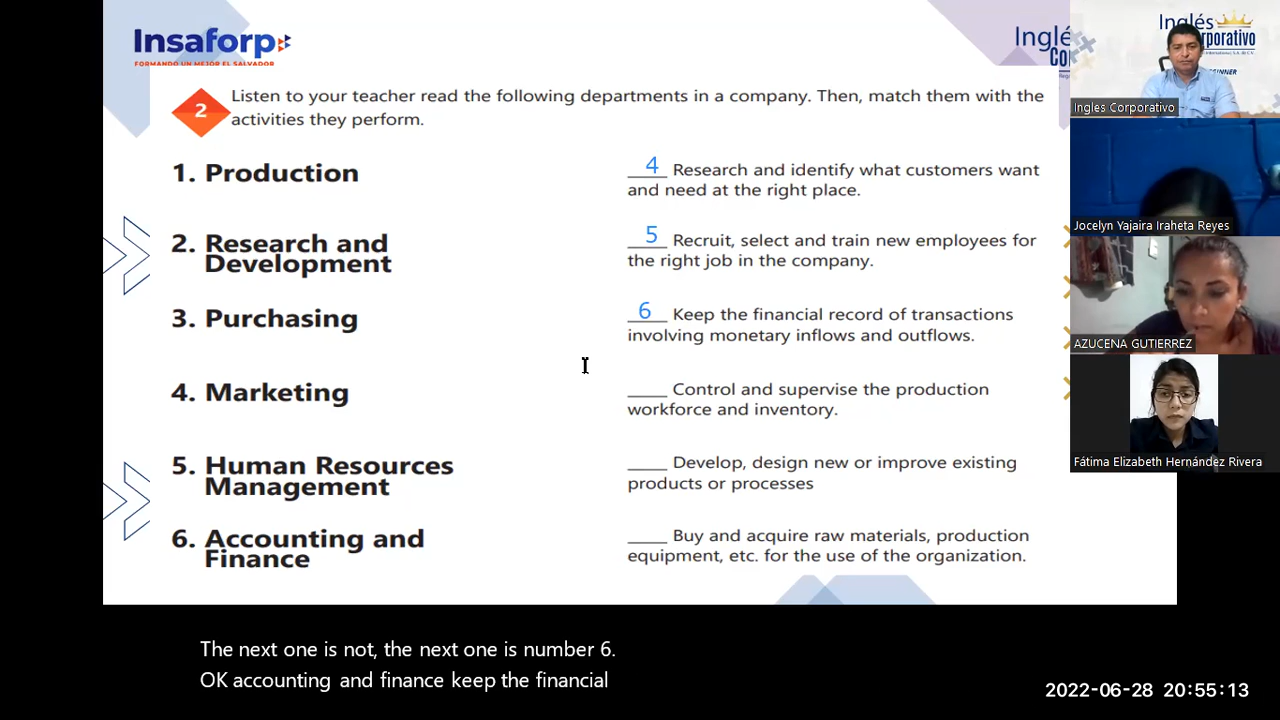 Insaforp
FORMANDO UN MEJOR EL SALVADOR
Inglé
Co
2
Listen to your teacher read the following departments in a company. Then, match them with the
activities they perform.
1. Production
4 Research and identify what customers want
and need at the right place.
2. Research and
Development
5 Recruit, select and train new employees for
the right job in the company.
3. Purchasing
6 Keep the financial record of transactions
involving monetary inflows and outflows.
4. Marketing
____ Control and supervise the production
workforce and inventory.
5. Human Resources
Management
____ Develop, design new or improve existing
products or processes
6. Accounting and
Finance
____ Buy and acquire raw materials, production
equipment, etc. for the use of the organization.
Inglés
rporativo
INNER
Ingles Corporativo
Jocelyn Yajaira Iraheta Reyes
AZUCENA GUTIERREZ
Fátima Elizabeth Hernández Rivera
The next one is not, the next one is number 6.
OK accounting and finance keep the financial
2022-06-28 20:55:13